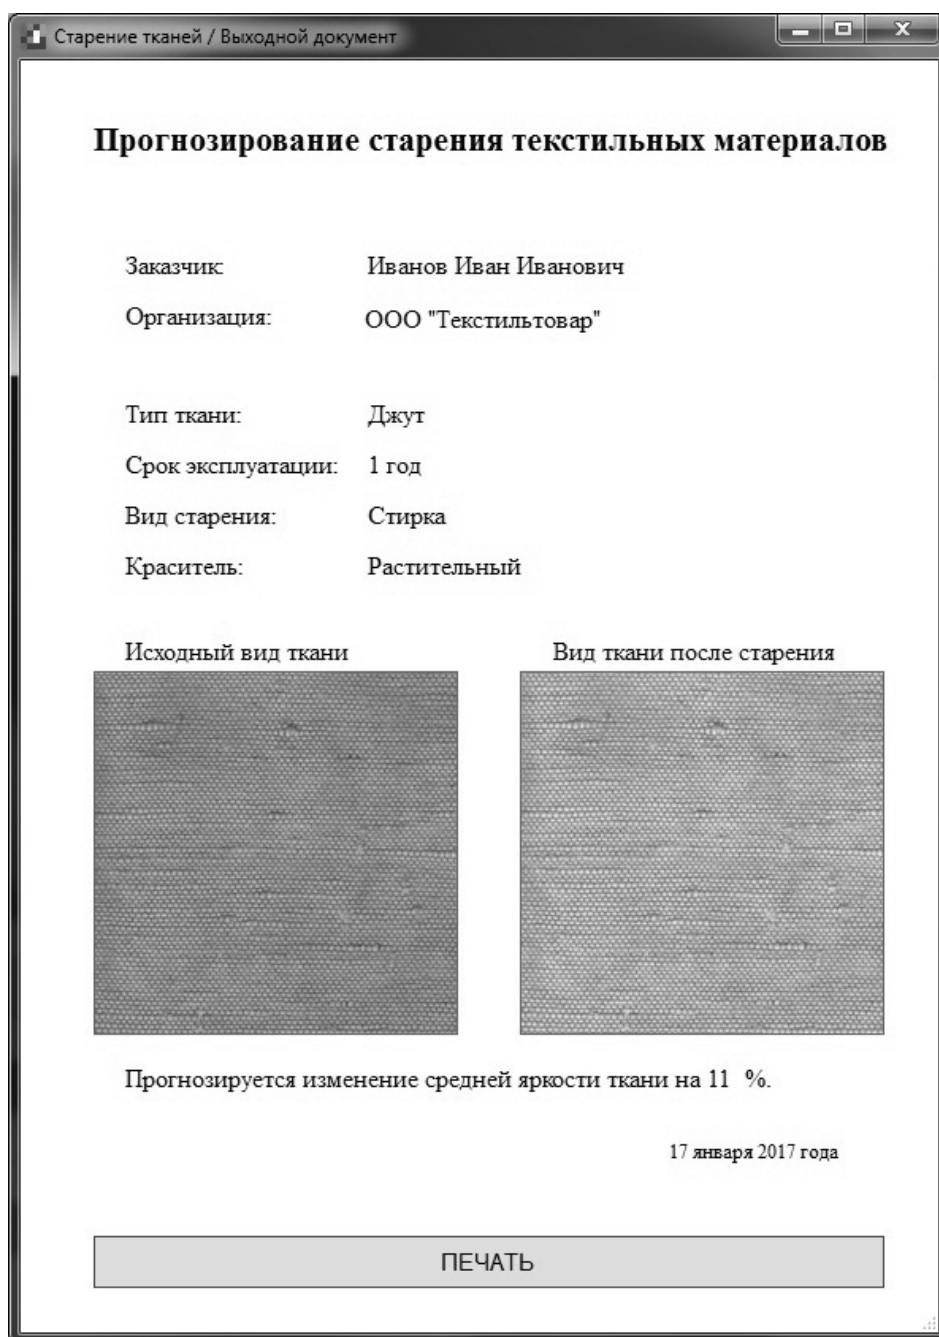 Старение тканей / Выходной документ
Прогнозирование старения текстильных материалов
Заказчик: Иванов Иван Иванович
Организация: ООО "Текстильтовар"
Тип ткани: Джут
Срок эксплуатации: 1 год
Вид старения: Стирка
Краситель: Растительный
Исходный вид ткани Вид ткани после старения
Прогнозируется изменение средней яркости ткани на 11 %.
17 января 2017 года
ПЕЧАТЬ